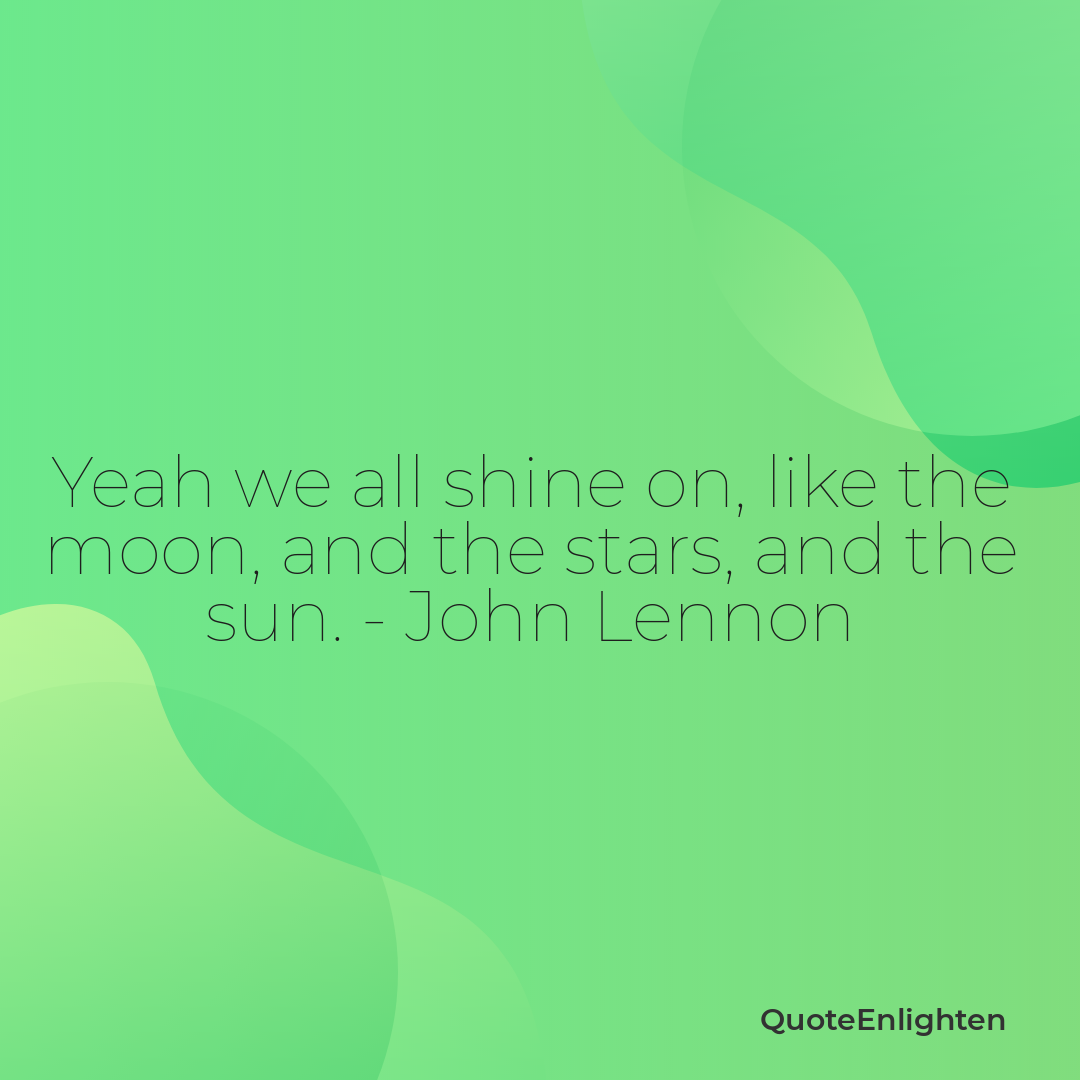 Yeah we all shine on, like the
moon, and the stars, and the
sun. - John Lennon
QuoteEnlighten